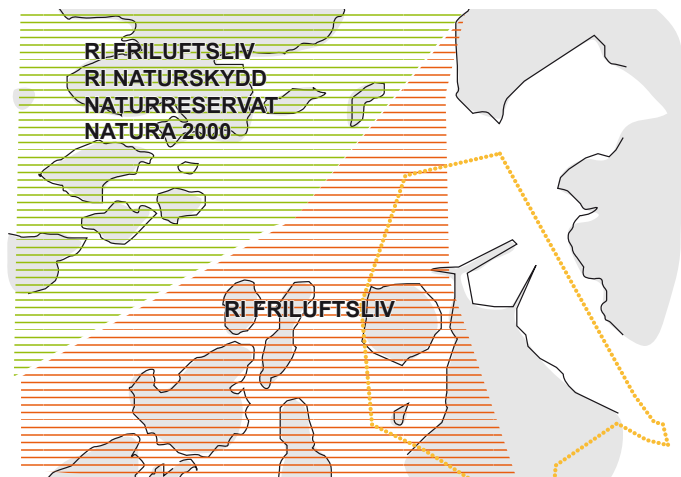 RI FRILUFTSLIV
RI NATURSKYDD
NATURRESERVAT
NATURA 2000
RI FRILUFTSLIV